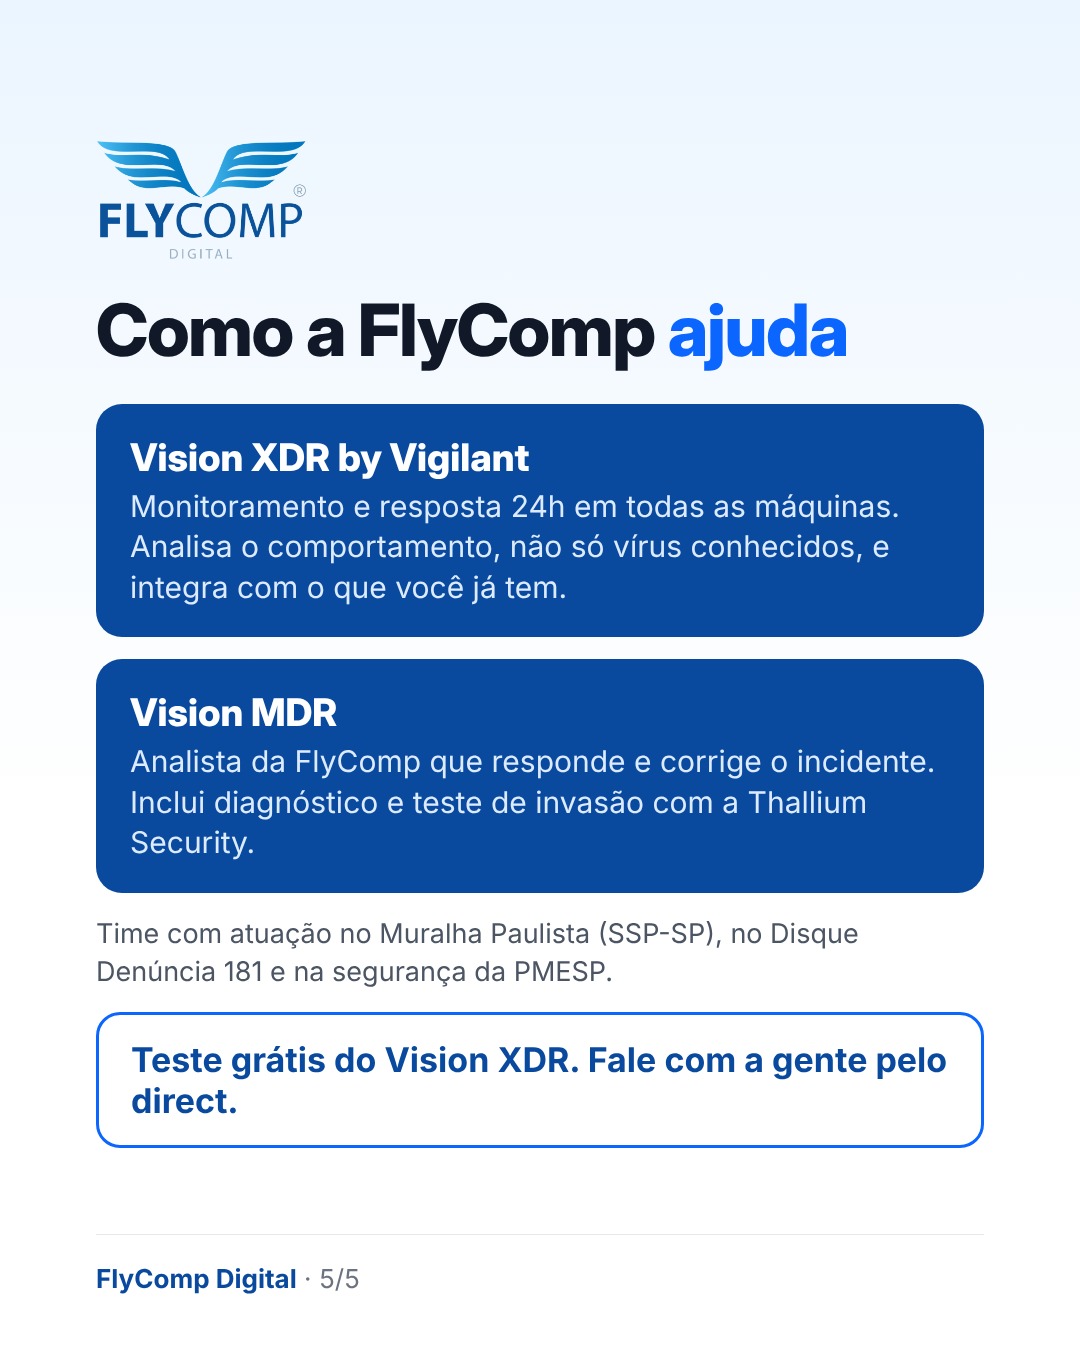 FLYCOMP®
DIGITAL
Como a FlyComp ajuda
Vision XDR by Vigilant
Monitoramento e resposta 24h em todas as máquinas.
Analisa o comportamento, não só vírus conhecidos, e
integra com o que você já tem.
Vision MDR
Analista da FlyComp que responde e corrige o incidente.
Inclui diagnóstico e teste de invasão com a Thallium
Security.
Time com atuação no Muralha Paulista (SSP-SP), no Disque
Denúncia 181 e na segurança da PMESP.
Teste grátis do Vision XDR. Fale com a gente pelo
direct.
FlyComp Digital · 5/5